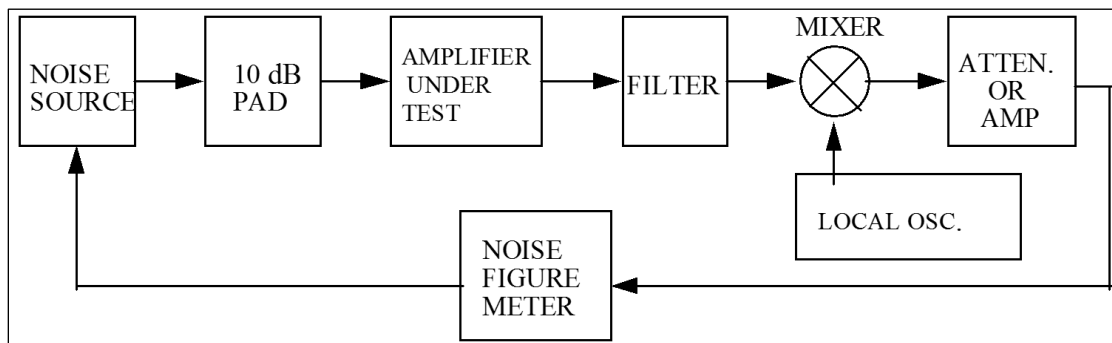 NOISE
SOURCE
10 dB
PAD
AMPLIFIER
UNDER
TEST
FILTER
MIXER
ATTEN.
OR
AMP
LOCAL OSC.
NOISE
FIGURE
METER